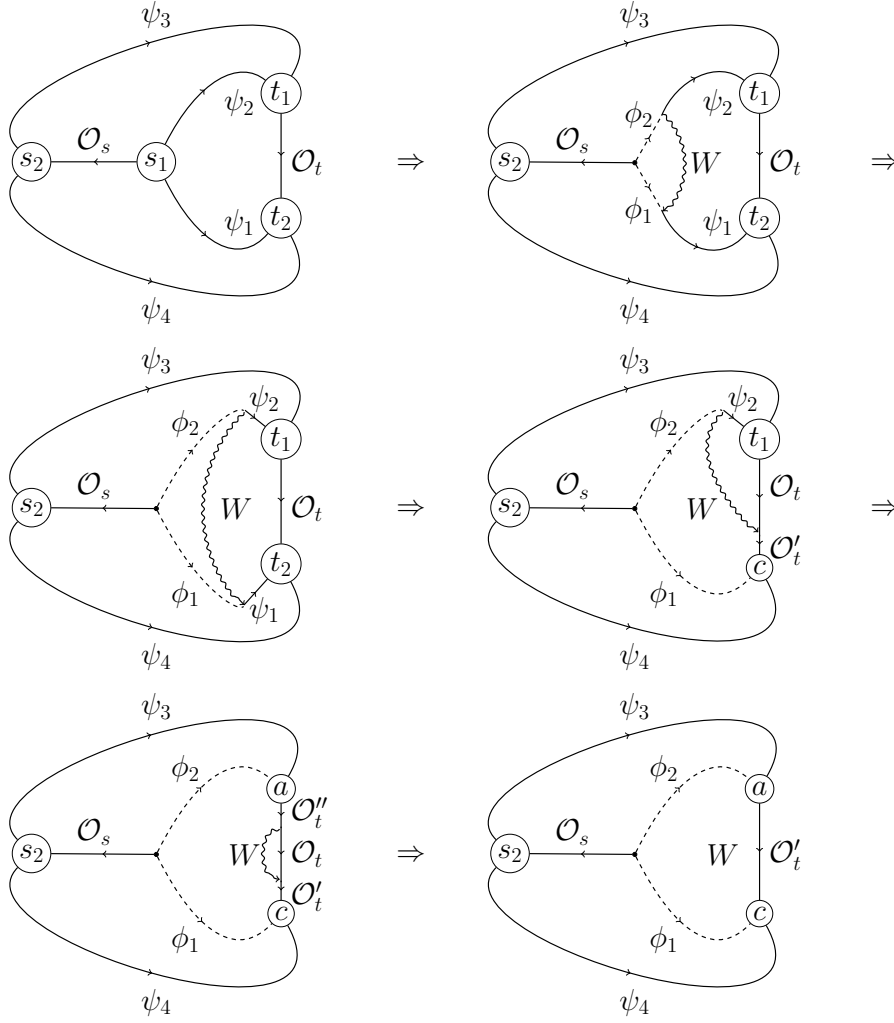 ψ₃ ψ₃
s₂ 𝒪ₛ s₁ ψ₂ t₁ 𝒪ₜ ψ₁ t₂ ⇒ s₂ 𝒪ₛ ϕ₂ ψ₂ t₁ W 𝒪ₜ ϕ₁ ψ₁ t₂ ⇒
ψ₄ ψ₄
ψ₃ ψ₃
s₂ 𝒪ₛ ϕ₂ ψ₂ t₁ W 𝒪ₜ ϕ₁ ψ₁ t₂ ⇒ s₂ 𝒪ₛ ϕ₂ ψ₂ t₁ W 𝒪ₜ 𝒪′ₜ ϕ₁ c ⇒
ψ₄ ψ₄
ψ₃ ψ₃
s₂ 𝒪ₛ ϕ₂ a 𝒪″ₜ W 𝒪ₜ 𝒪′ₜ ϕ₁ c ⇒ s₂ 𝒪ₛ ϕ₂ a W 𝒪′ₜ ϕ₁ c
ψ₄ ψ₄